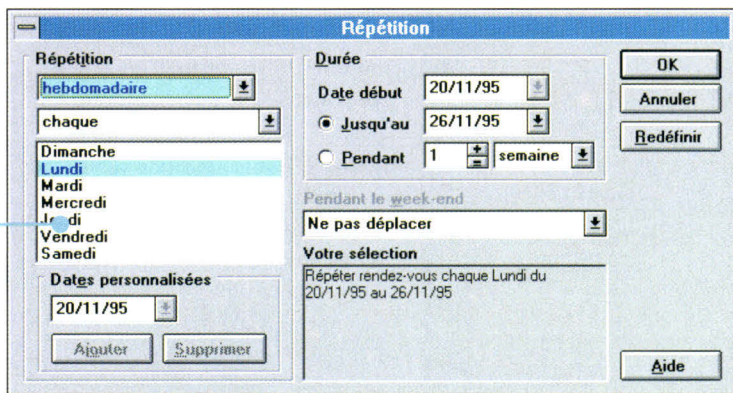 Répétition
Répétition
hebdomadaire
chaque
Dimanche
Lundi
Mardi
Mercredi
Jeudi
Vendredi
Samedi
Dates personnalisées
20/11/95
Ajouter
Supprimer
Durée
Date début
20/11/95
Jusqu'au
26/11/95
Pendant
1
semaine
Pendant le week-end
Ne pas déplacer
Votre sélection
Répéter rendez-vous chaque Lundi du
20/11/95 au 26/11/95
OK
Annuler
Redéfinir
Aide